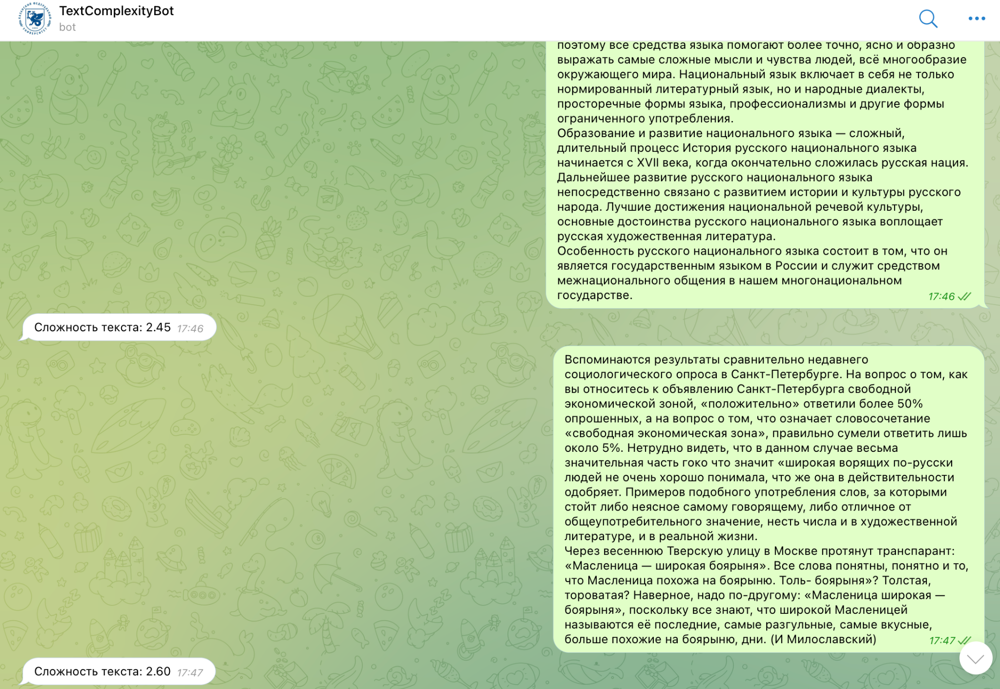 TextComplexityBot
bot
поэтому все средства языка помогают более точно, ясно и образно
выражать самые сложные мысли и чувства людей, всё многообразие
окружающего мира. Национальный язык включает в себя не только
нормированный литературный язык, но и народные диалекты,
просторечные формы языка, профессионализмы и другие формы
ограниченного употребления.
Образование и развитие национального языка — сложный,
длительный процесс История русского национального языка
начинается с XVII века, когда окончательно сложилась русская нация.
Дальнейшее развитие русского национального языка
непосредственно связано с развитием истории и культуры русского
народа. Лучшие достижения национальной речевой культуры,
основные достоинства русского национального языка воплощает
русская художественная литература.
Особенность русского национального языка состоит в том, что он
является государственным языком в России и служит средством
межнационального общения в нашем многонациональном
государстве.
17:46
Сложность текста: 2.45 17:46
Вспоминаются результаты сравнительно недавнего
социологического опроса в Санкт-Петербурге. На вопрос о том, как
вы относитесь к объявлению Санкт-Петербурга свободной
экономической зоной, «положительно» ответили более 50%
опрошенных, а на вопрос о том, что означает словосочетание
«свободная экономическая зона», правильно сумели ответить лишь
около 5%. Нетрудно видеть, что в данном случае весьма
значительная часть гоко что значит «широкая ворящих по-русски
людей не очень хорошо понимала, что же она в действительности
одобряет. Примеров подобного употребления слов, за которыми
стойт либо неясное самому говорящему, либо отличное от
общеупотребительного значение, несть числа и в художественной
литературе, и в реальной жизни.
Через весеннюю Тверскую улицу в Москве протянут транспарант:
«Масленица — широкая боярыня». Все слова понятны, понятно и то,
что Масленица похожа на боярыню. Толь- боярыня»? Толстая,
тороватая? Наверное, надо по-другому: «Масленица широкая —
боярыня», поскольку все знают, что широкой Масленицей
называются её последние, самые разгульные, самые вкусные,
больше похожие на боярыню, дни. (И Милославский)
17:47
Сложность текста: 2.60 17:47